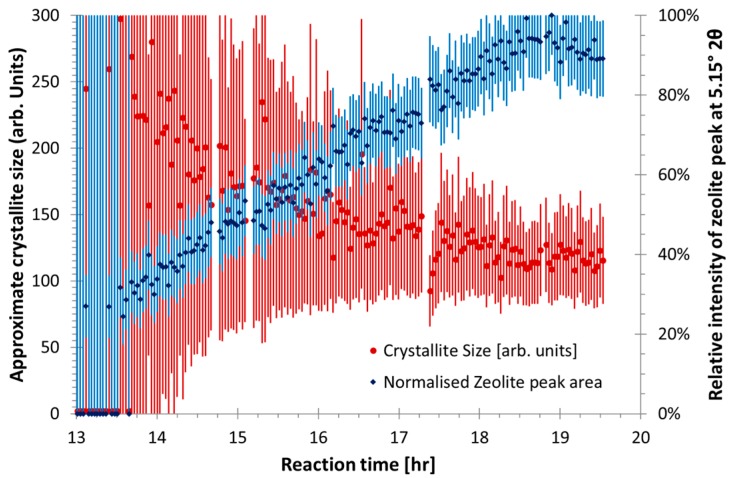 Approximate crystallite size (arb. Units)
300
250
200
150
100
50
0
100%
80%
60%
40%
20%
0%
Relative intensity of zeolite peak at 5.15° 2θ
Crystallite Size [arb. units]
Normalised Zeolite peak area
13 14 15 16 17 18 19 20
Reaction time [hr]